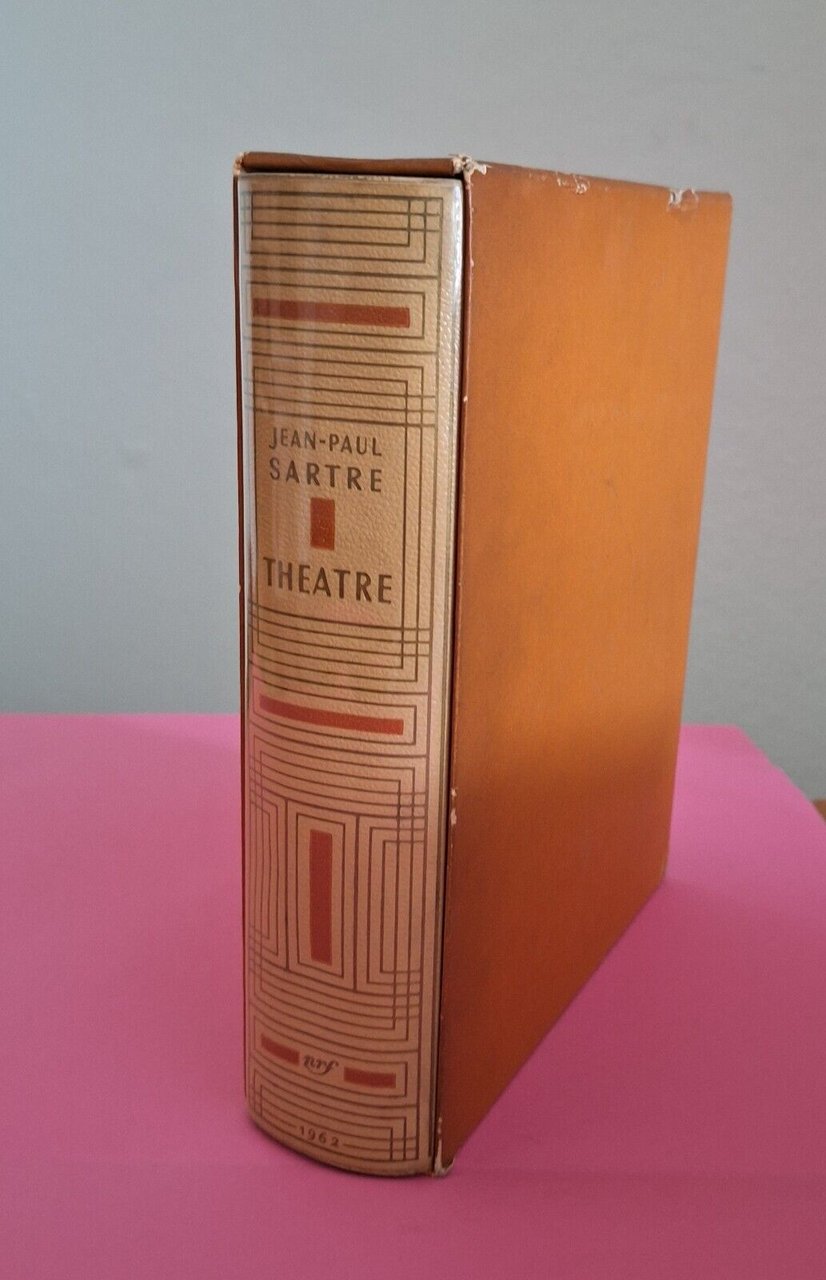 JEAN-PAUL
SARTRE
THEATRE
nrf
1962